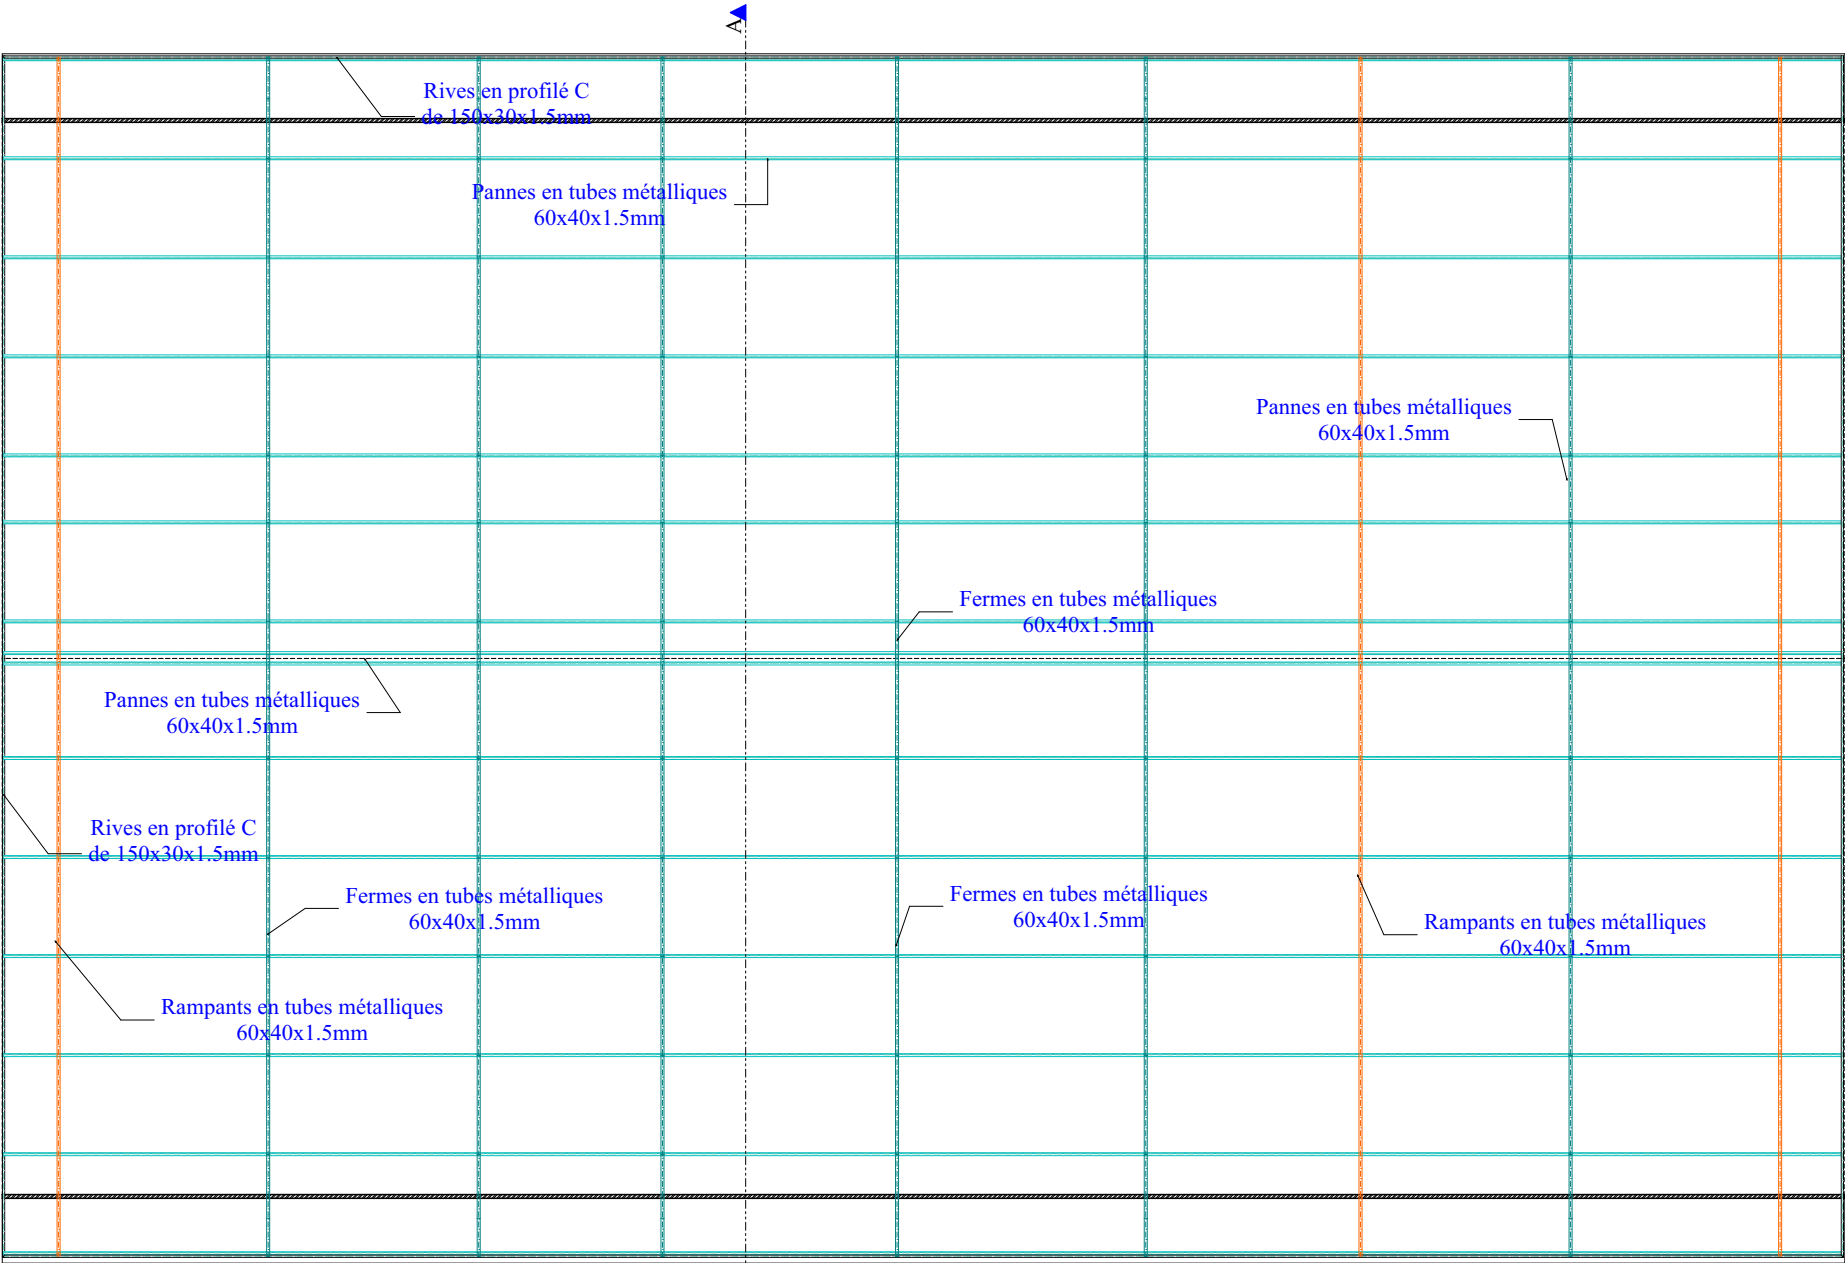 A
Rives en profilé C
de 150x30x1.5mm
Pannes en tubes métalliques
60x40x1.5mm
Pannes en tubes métalliques
60x40x1.5mm
Fermes en tubes métalliques
60x40x1.5mm
Pannes en tubes métalliques
60x40x1.5mm
Rives en profilé C
de 150x30x1.5mm
Fermes en tubes métalliques
60x40x1.5mm
Fermes en tubes métalliques
60x40x1.5mm
Rampants en tubes métalliques
60x40x1.5mm
Rampants en tubes métalliques
60x40x1.5mm